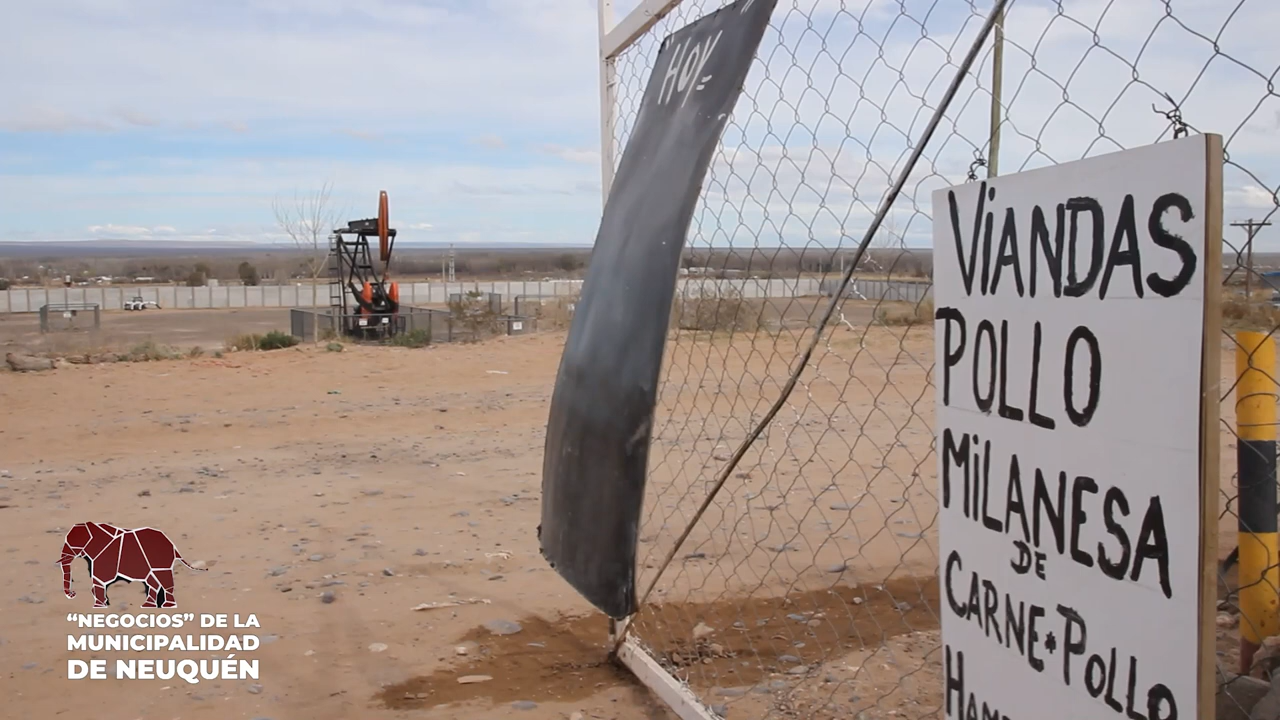 "HOY=
VIANDAS
POLLO
MILANESA
DE
CARNE*POLLO
"NEGOCIOS" DE LA
MUNICIPALIDAD
DE NEUQUÉN